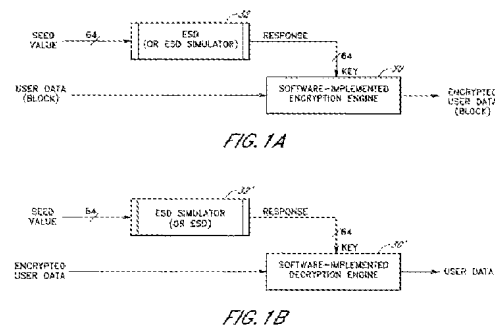 32
SEED
VALUE
64
ESD
(OR ESD SIMULATOR)
RESPONSE
64
KEY
30
USER DATA
(BLOCK)
SOFTWARE-IMPLEMENTED
ENCRYPTION ENGINE
ENCRYPTED
USER DATA
(BLOCK)
FIG. 1A
32'
SEED
VALUE
64
ESD SIMULATOR
(OR ESD)
RESPONSE
64
KEY
30'
ENCRYPTED
USER DATA
SOFTWARE-IMPLEMENTED
DECRYPTION ENGINE
USER DATA
FIG. 1B